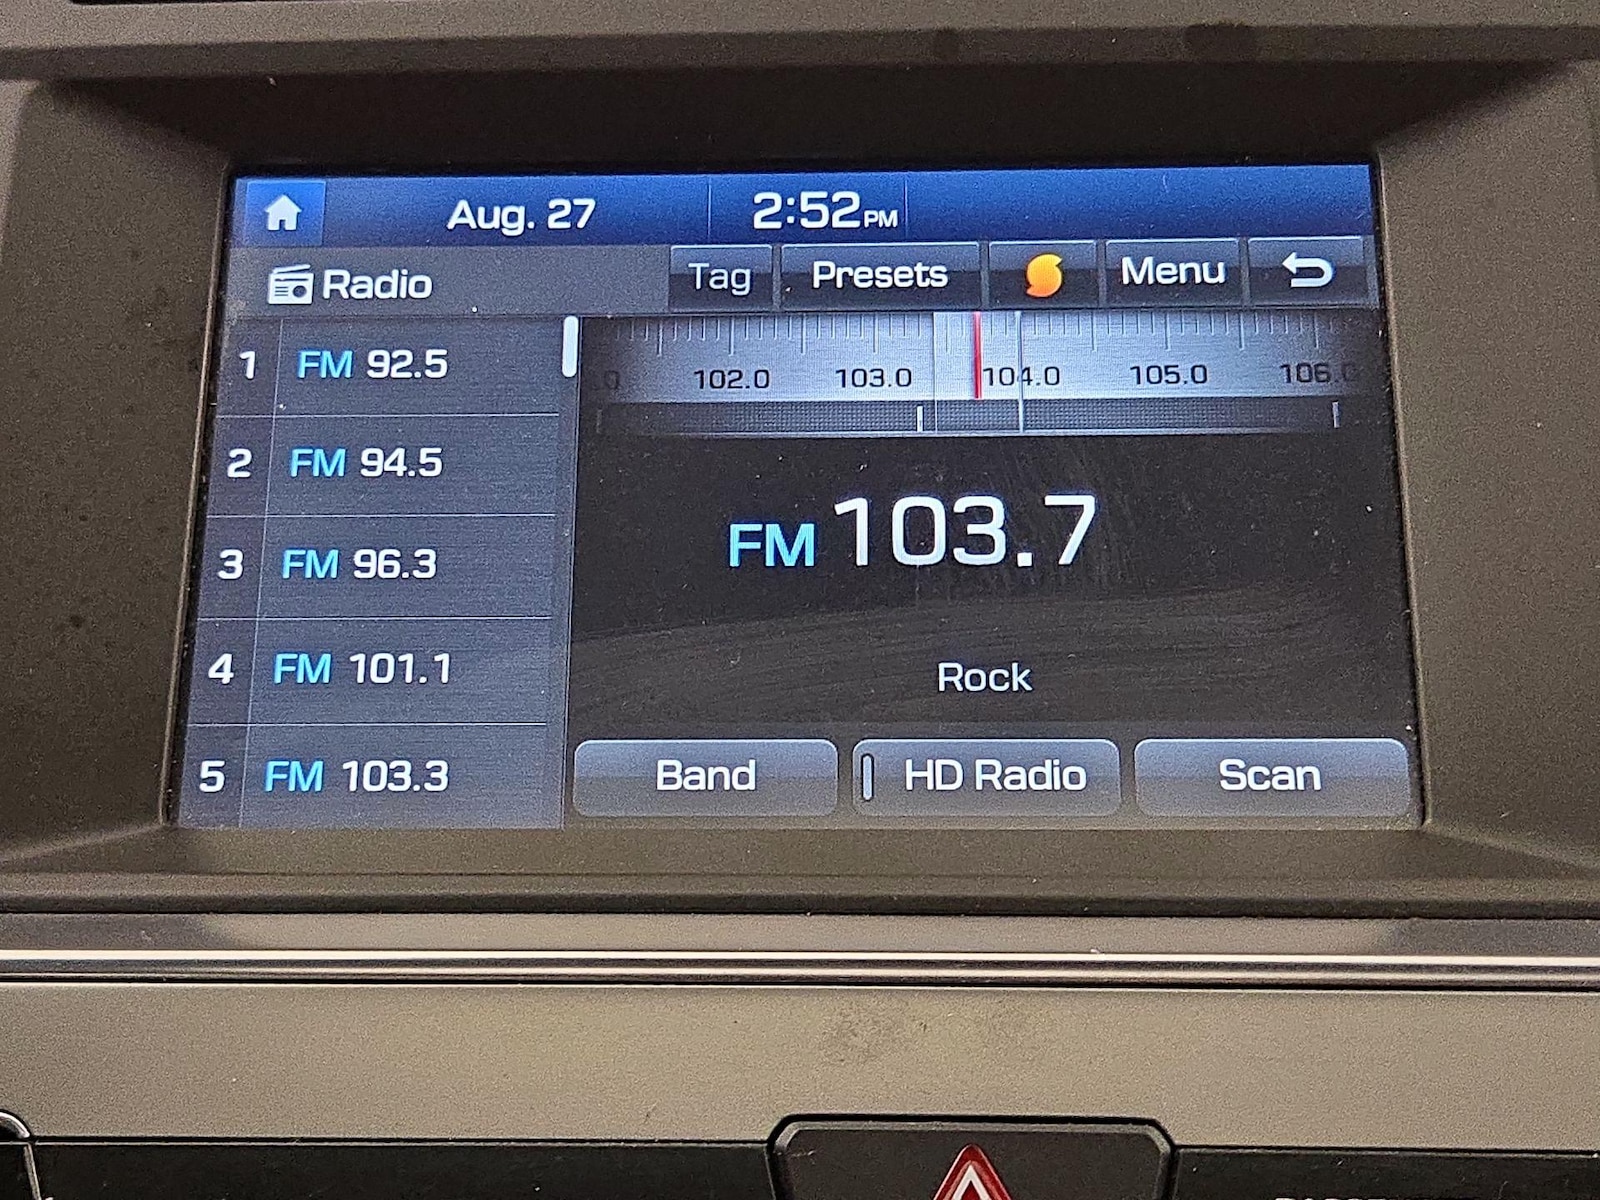 Aug. 27 2:52PM
Radio Tag Presets Menu
1 FM 92.5
2 FM 94.5
3 FM 96.3
4 FM 101.1
5 FM 103.3
102.0 103.0 104.0 105.0 106.0
FM 103.7
Rock
Band HD Radio Scan